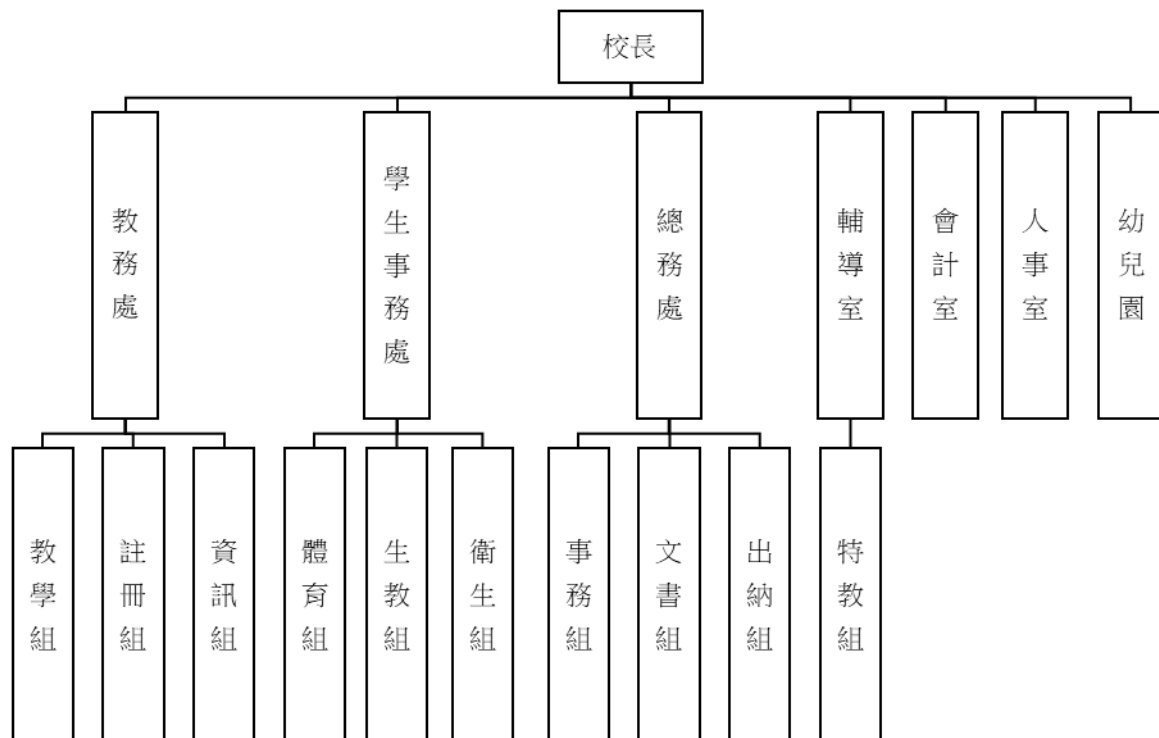 校長
教務處
學生事務處
總務處
輔導室
會計室
人事室
幼兒園
教學組
註冊組
資訊組
體育組
生教組
衛生組
事務組
文書組
出納組
特教組